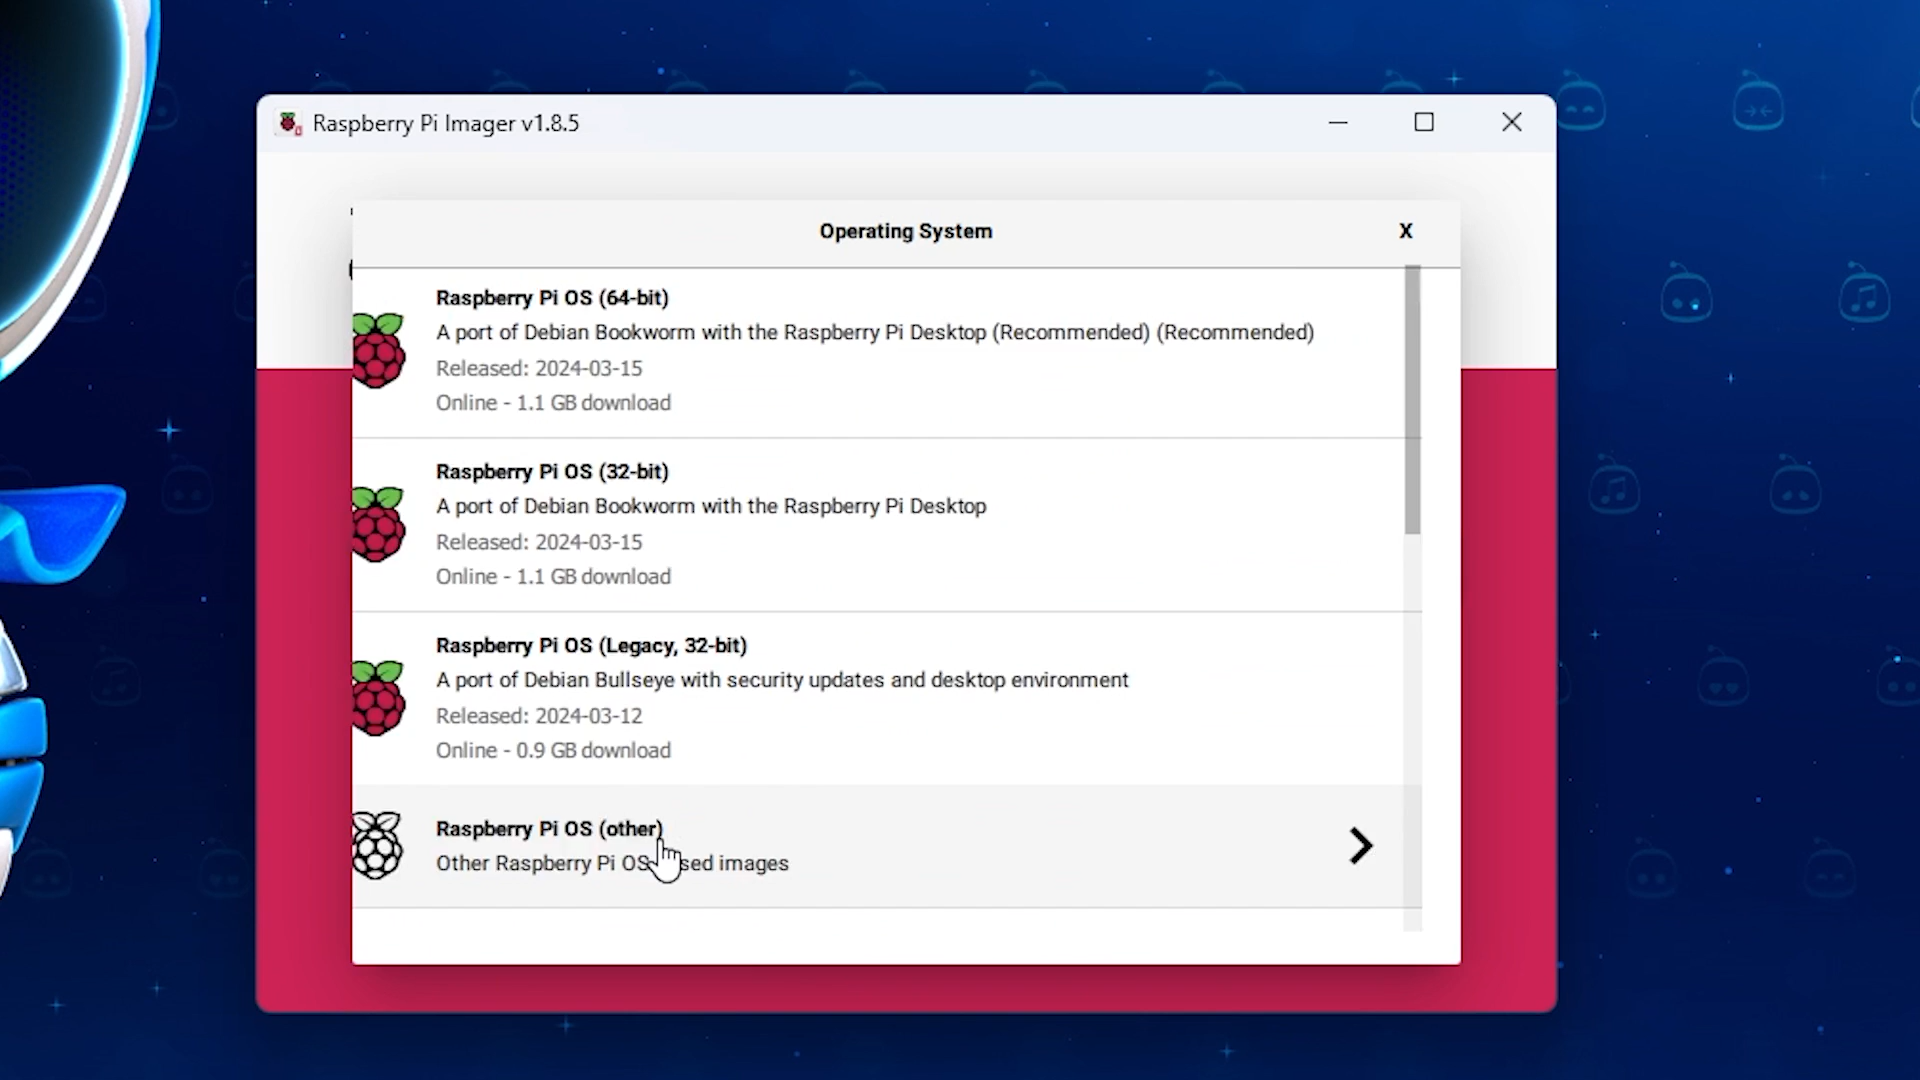 Raspberry Pi Imager v1.8.5
Operating System
X
Raspberry Pi OS (64-bit)
A port of Debian Bookworm with the Raspberry Pi Desktop (Recommended) (Recommended)
Released: 2024-03-15
Online - 1.1 GB download
Raspberry Pi OS (32-bit)
A port of Debian Bookworm with the Raspberry Pi Desktop
Released: 2024-03-15
Online - 1.1 GB download
Raspberry Pi OS (Legacy, 32-bit)
A port of Debian Bullseye with security updates and desktop environment
Released: 2024-03-12
Online - 0.9 GB download
Raspberry Pi OS (other)
Other Raspberry Pi OS images